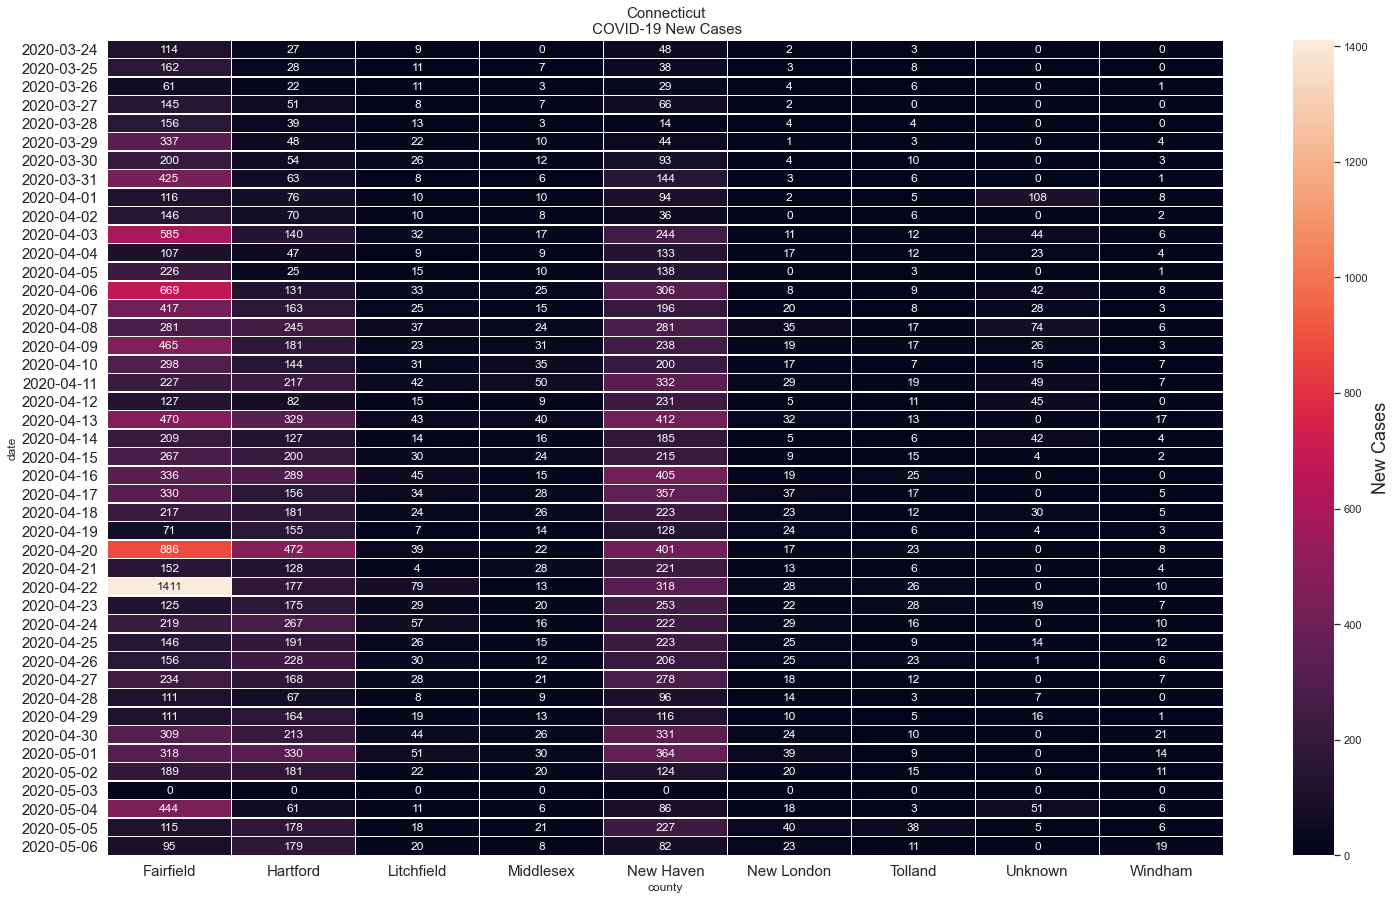 Connecticut
COVID-19 New Cases
2020-03-24 114 27 9 0 48 2 3 0 0
2020-03-25 162 28 11 7 38 3 8 0 0
2020-03-26 61 22 11 3 29 4 6 0 1
2020-03-27 145 51 8 7 66 2 0 0 0
2020-03-28 156 39 13 3 14 4 4 0 0
2020-03-29 337 48 22 10 44 1 3 0 4
2020-03-30 200 54 26 12 93 4 10 0 3
2020-03-31 425 63 8 6 144 3 6 0 1
2020-04-01 116 76 10 10 94 2 5 108 8
2020-04-02 146 70 10 8 36 0 6 0 2
2020-04-03 585 140 32 17 244 11 12 44 6
2020-04-04 107 47 9 9 133 17 12 23 4
2020-04-05 226 25 15 10 138 0 3 0 1
2020-04-06 669 131 33 25 306 8 9 42 8
2020-04-07 417 163 25 15 196 20 8 28 3
2020-04-08 281 245 37 24 281 35 17 74 6
2020-04-09 465 181 23 31 238 19 17 26 3
2020-04-10 298 144 31 35 200 17 7 15 7
2020-04-11 227 217 42 50 332 29 19 49 7
2020-04-12 127 82 15 9 231 5 11 45 0
2020-04-13 470 329 43 40 412 32 13 0 17
2020-04-14 209 127 14 16 185 5 6 42 4
2020-04-15 267 200 30 24 215 9 15 4 2
2020-04-16 336 289 45 15 405 19 25 0 0
2020-04-17 330 156 34 28 357 37 17 0 5
2020-04-18 217 181 24 26 223 23 12 30 5
2020-04-19 71 155 7 14 128 24 6 4 3
2020-04-20 886 472 39 22 401 17 23 0 8
2020-04-21 152 128 4 28 221 13 6 0 4
2020-04-22 1411 177 79 13 318 28 26 0 10
2020-04-23 125 175 29 20 253 22 28 19 7
2020-04-24 219 267 57 16 222 29 16 0 10
2020-04-25 146 191 26 15 223 25 9 14 12
2020-04-26 156 228 30 12 206 25 23 1 6
2020-04-27 234 168 28 21 278 18 12 0 7
2020-04-28 111 67 8 9 96 14 3 7 0
2020-04-29 111 164 19 13 116 10 5 16 1
2020-04-30 309 213 44 26 331 24 10 0 21
2020-05-01 318 330 51 30 364 39 9 0 14
2020-05-02 189 181 22 20 124 20 15 0 11
2020-05-03 0 0 0 0 0 0 0 0 0
2020-05-04 444 61 11 6 86 18 3 51 6
2020-05-05 115 178 18 21 227 40 38 5 6
2020-05-06 95 179 20 8 82 23 11 0 19
Fairfield Hartford Litchfield Middlesex New Haven New London Tolland Unknown Windham
county
date
1400
1200
1000
800
600
400
200
0
New Cases